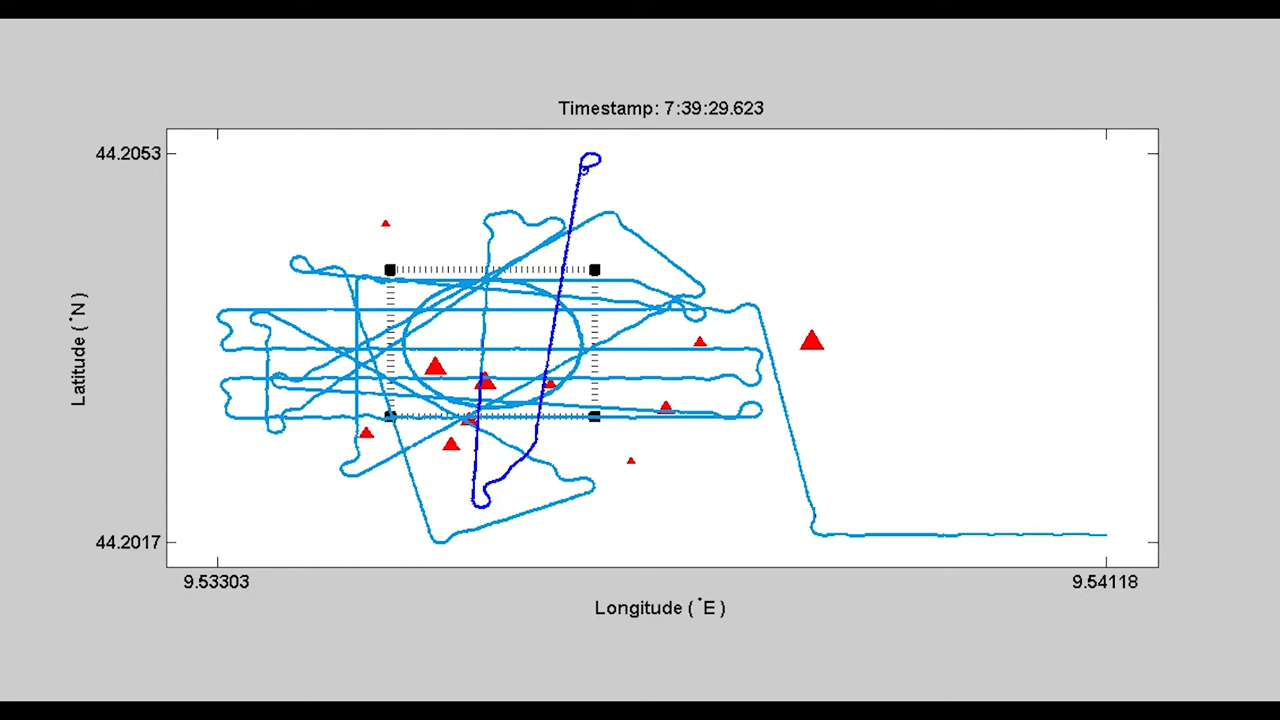 Timestamp: 7:39:29.623
44.2053
Latitude (°N)
44.2017
9.53303
9.54118
Longitude (°E)